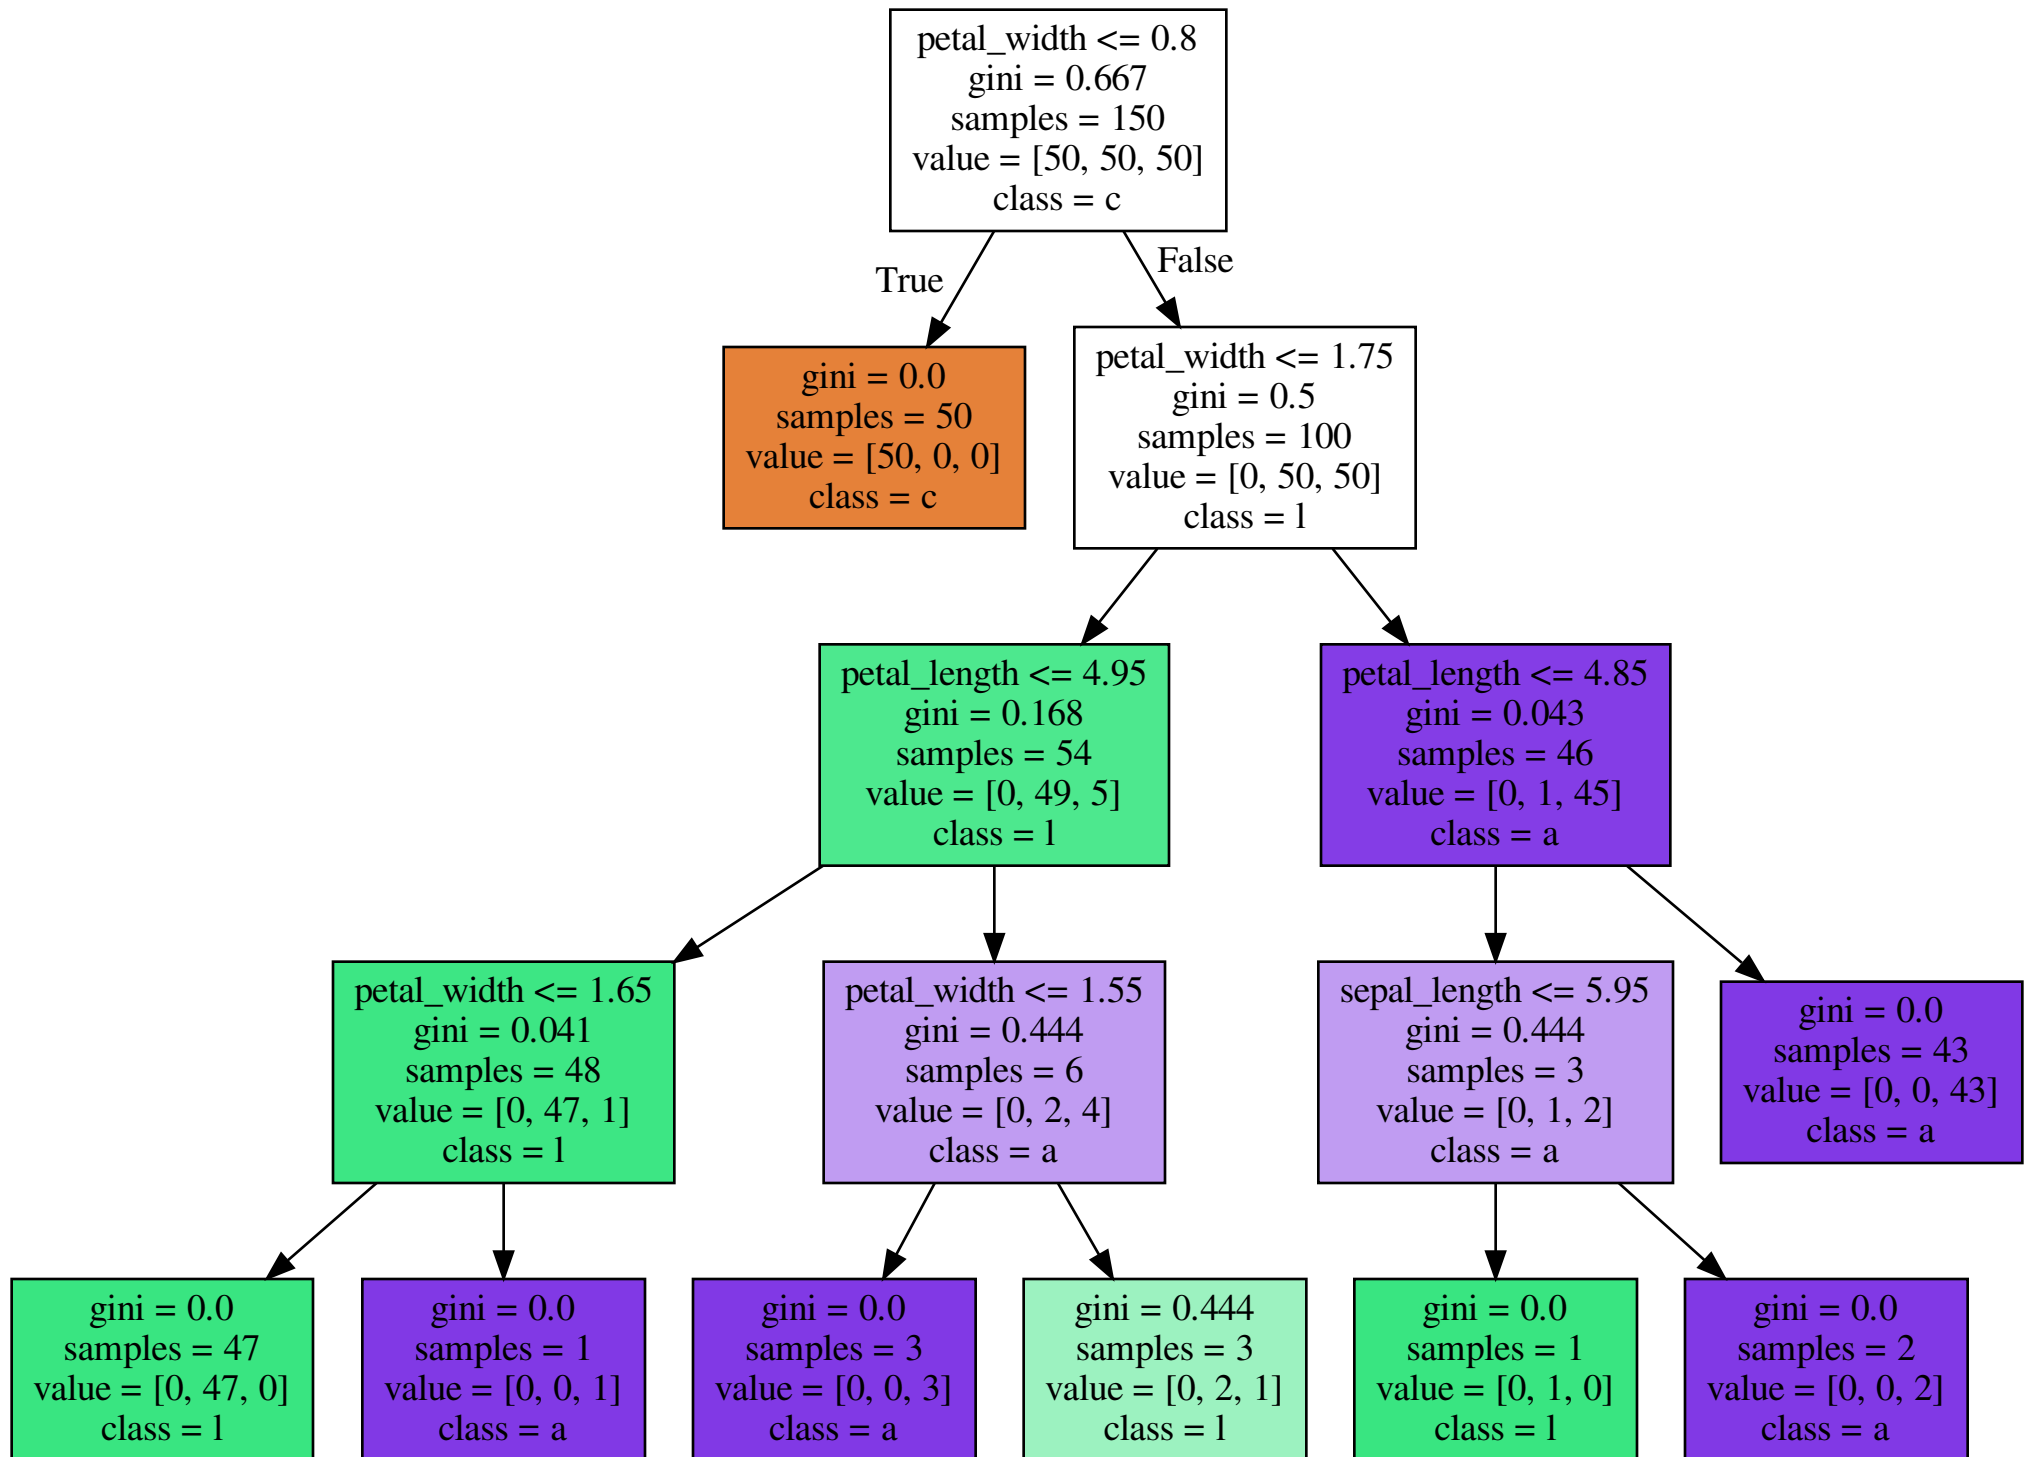 petal_width <= 0.8
gini = 0.667
samples = 150
value = [50, 50, 50]
class = c
True
False
gini = 0.0
samples = 50
value = [50, 0, 0]
class = c
petal_width <= 1.75
gini = 0.5
samples = 100
value = [0, 50, 50]
class = l
petal_length <= 4.95
gini = 0.168
samples = 54
value = [0, 49, 5]
class = l
petal_length <= 4.85
gini = 0.043
samples = 46
value = [0, 1, 45]
class = a
petal_width <= 1.65
gini = 0.041
samples = 48
value = [0, 47, 1]
class = l
petal_width <= 1.55
gini = 0.444
samples = 6
value = [0, 2, 4]
class = a
sepal_length <= 5.95
gini = 0.444
samples = 3
value = [0, 1, 2]
class = a
gini = 0.0
samples = 43
value = [0, 0, 43]
class = a
gini = 0.0
samples = 47
value = [0, 47, 0]
class = l
gini = 0.0
samples = 1
value = [0, 0, 1]
class = a
gini = 0.0
samples = 3
value = [0, 0, 3]
class = a
gini = 0.444
samples = 3
value = [0, 2, 1]
class = l
gini = 0.0
samples = 1
value = [0, 1, 0]
class = l
gini = 0.0
samples = 2
value = [0, 0, 2]
class = a